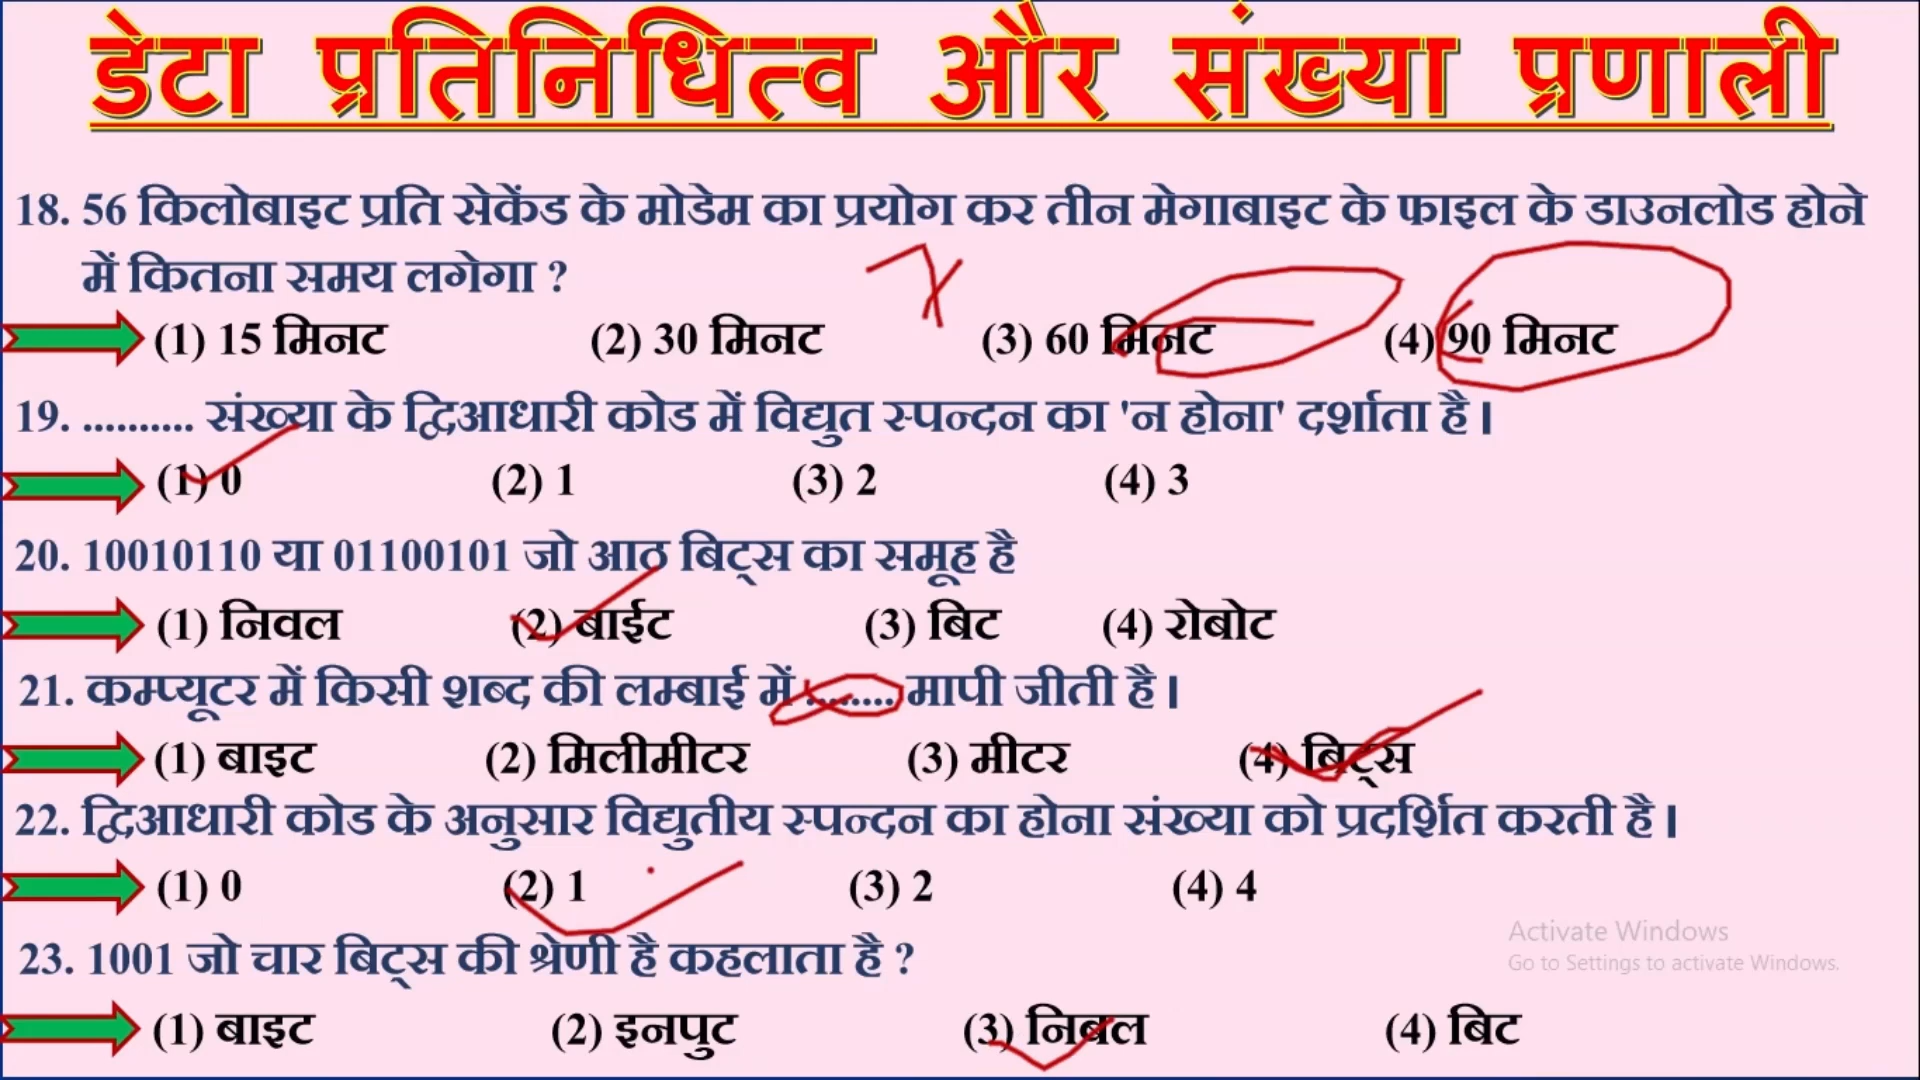 डेटा प्रतिनिधित्व और संख्या प्रणाली
18. 56 किलोबाइट प्रति सेकेंड के मोडेम का प्रयोग कर तीन मेगाबाइट के फाइल के डाउनलोड होने
में कितना समय लगेगा ?
(1) 15 मिनट (2) 30 मिनट (3) 60 मिनट (4) 90 मिनट
19. .......... संख्या के द्विआधारी कोड में विद्युत स्पन्दन का 'न होना' दर्शाता है।
(1) 0 (2) 1 (3) 2 (4) 3
20. 10010110 या 01100101 जो आठ बिट्स का समूह है
(1) निवल (2) बाईट (3) बिट (4) रोबोट
21. कम्प्यूटर में किसी शब्द की लम्बाई में ........ मापी जीती है।
(1) बाइट (2) मिलीमीटर (3) मीटर (4) बिट्स
22. द्विआधारी कोड के अनुसार विद्युतीय स्पन्दन का होना संख्या को प्रदर्शित करती है।
(1) 0 (2) 1 (3) 2 (4) 4
23. 1001 जो चार बिट्स की श्रेणी है कहलाता है ?
(1) बाइट (2) इनपुट (3) निबल (4) बिट
Activate Windows
Go to Settings to activate Windows.